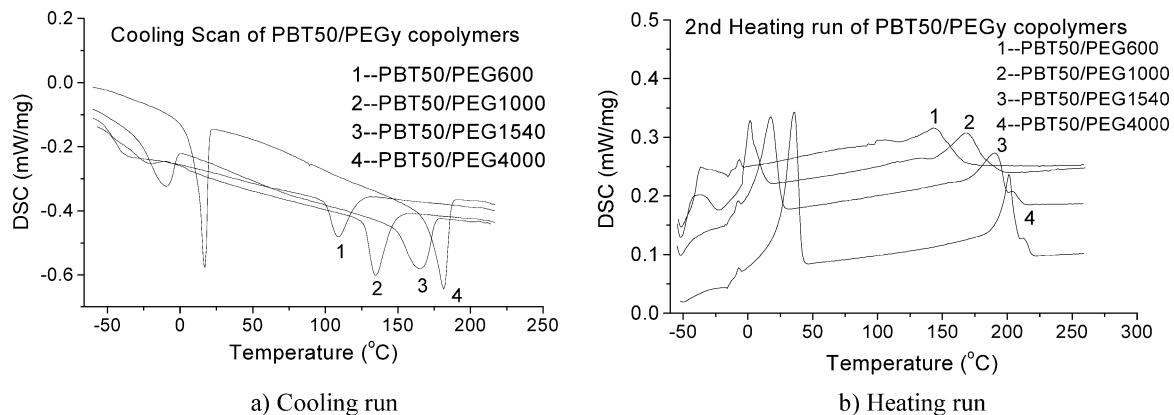 Cooling Scan of PBT50/PEGy copolymers
1--PBT50/PEG600
2--PBT50/PEG1000
3--PBT50/PEG1540
4--PBT50/PEG4000
DSC (mW/mg)
0.2
0.0
-0.2
-0.4
-0.6
1
2
3
4
-50 0 50 100 150 200 250
Temperature (°C)
a) Cooling run
2nd Heating run of PBT50/PEGy copolymers
1--PBT50/PEG600
2--PBT50/PEG1000
3--PBT50/PEG1540
4--PBT50/PEG4000
DSC (mW/mg)
0.5
0.4
0.3
0.2
0.1
0.0
1
2
3
4
-50 0 50 100 150 200 250 300
Temperature (°C)
b) Heating run